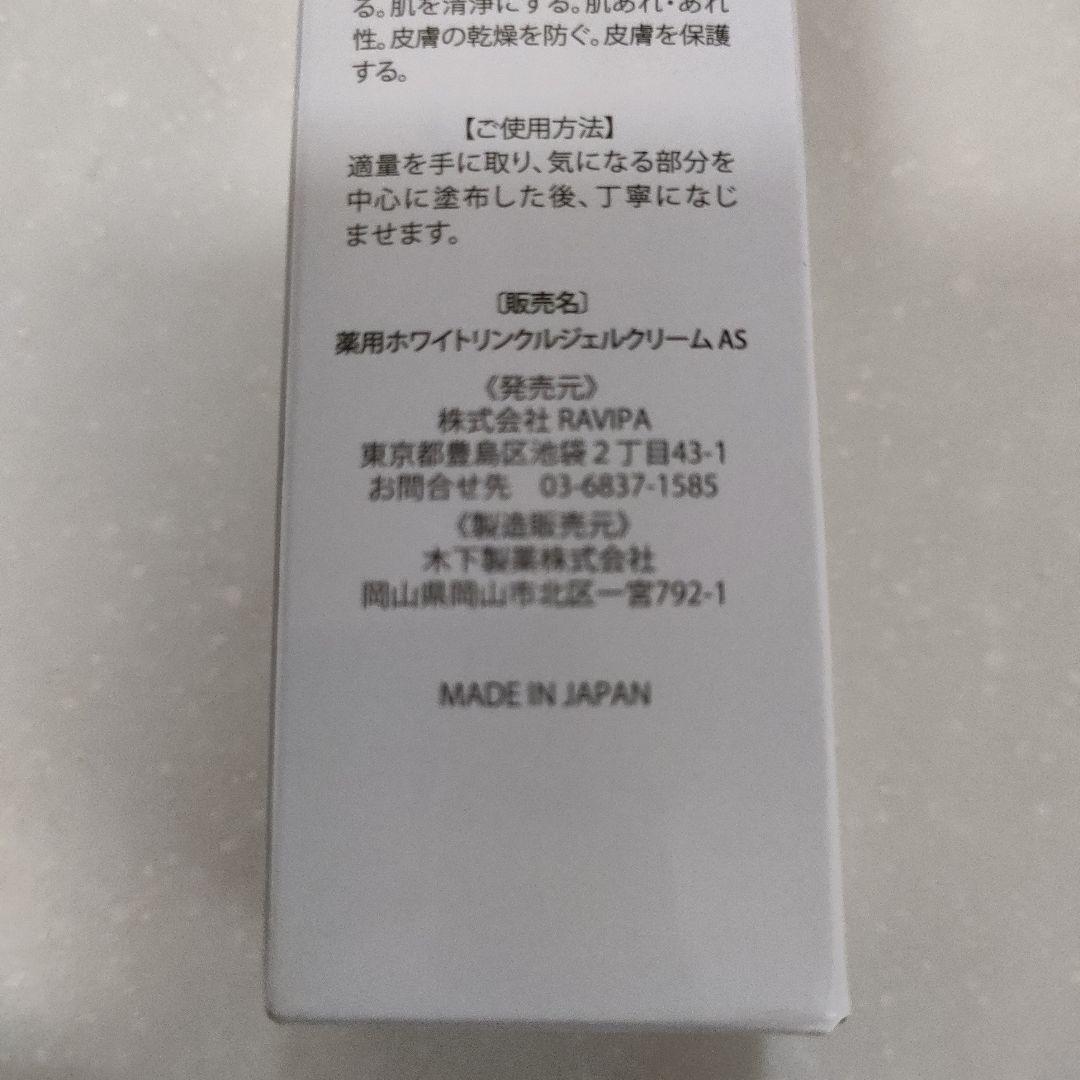 る。肌を清浄にする。肌あれ・あれ
性。皮膚の乾燥を防ぐ。皮膚を保護
する。
【ご使用方法】
適量を手に取り、気になる部分を
中心に塗布した後、丁寧になじ
ませます。
〔販売名〕
薬用ホワイトリンクルジェルクリーム AS
《発売元》
株式会社 RAVIPA
東京都豊島区池袋２丁目43-1
お問合せ先　03-6837-1585
《製造販売元》
木下製薬株式会社
岡山県岡山市北区一宮792-1
MADE IN JAPAN